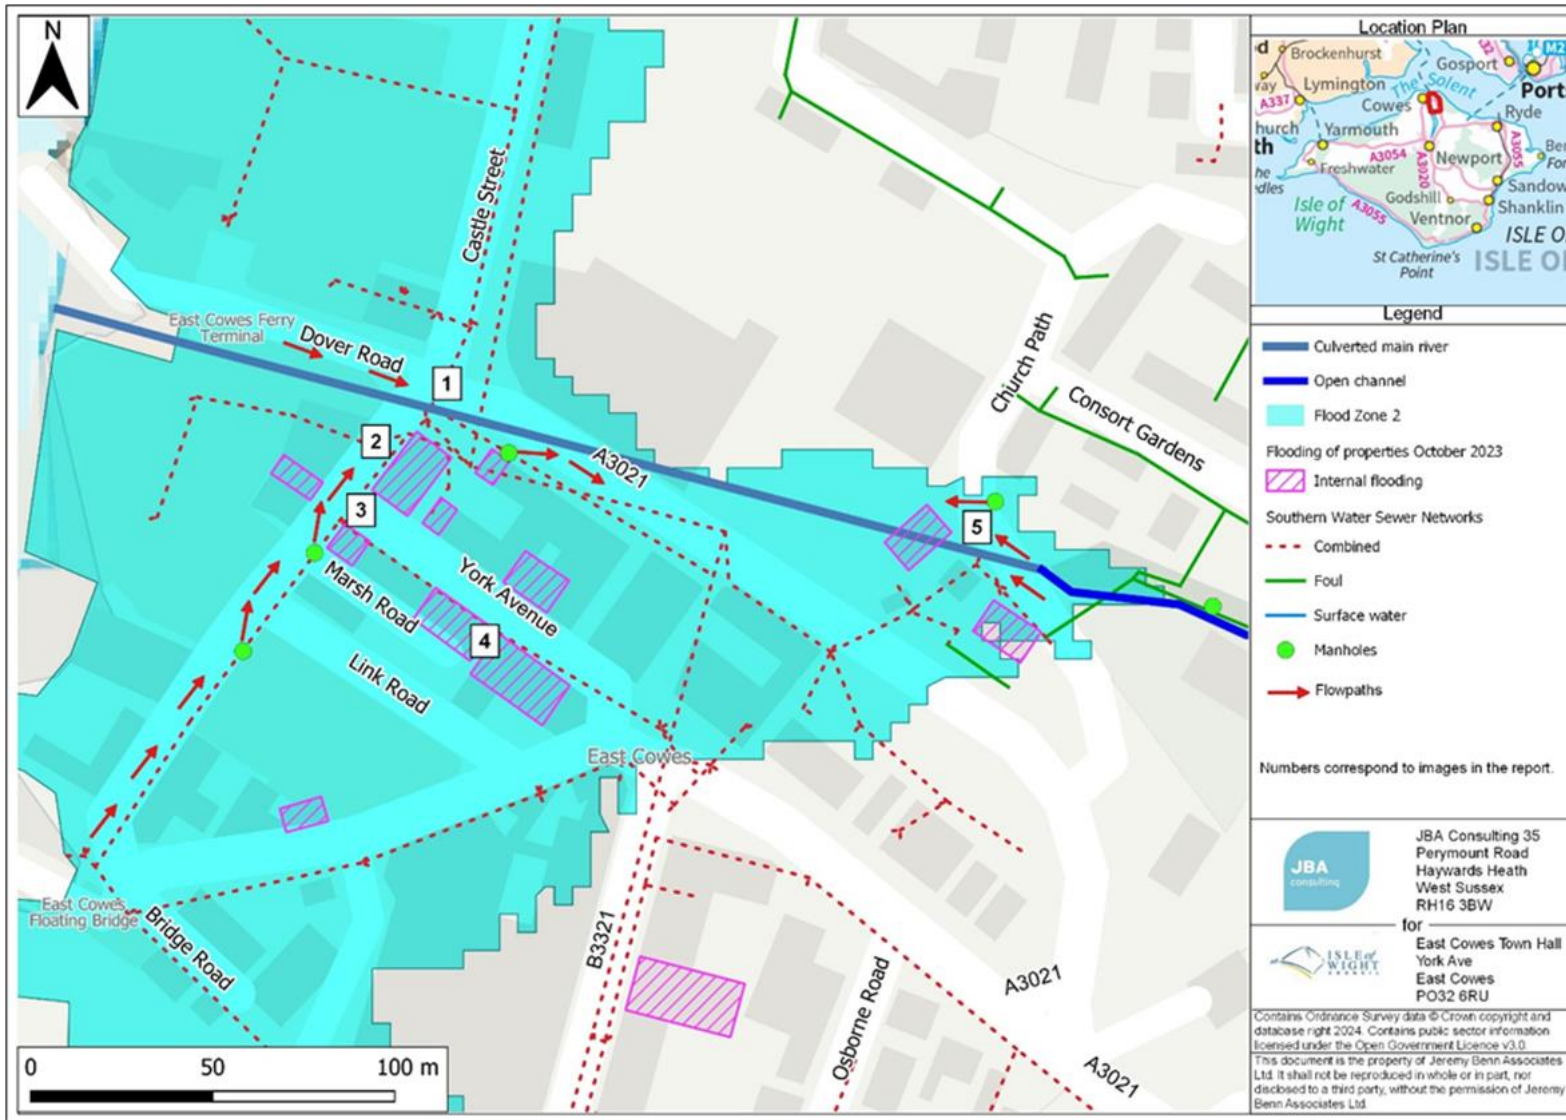 N
Castle Street
East Cowes Ferry
Terminal
Dover Road
1
2
3
4
5
A3021
Church Path
Consort Gardens
York Avenue
Marsh Road
Link Road
East Cowes
East Cowes
Floating Bridge
Bridge Road
B3321
Osborne Road
A3021
A3021
0 50 100 m
Location Plan
Brockenhurst
Gosport
Lymington
The Solent
Cowes
A337
Ryde
Yarmouth
A3054
Newport
A3055
Freshwater
A3020
Godshill
Shanklin
Isle of
Wight
A3055
Ventnor
St Catherine's
Point
Legend
Culverted main river
Open channel
Flood Zone 2
Flooding of properties October 2023
Internal flooding
Southern Water Sewer Networks
Combined
Foul
Surface water
Manholes
Flowpaths
Numbers correspond to images in the report.
JBA
consulting
JBA Consulting 35
Perymount Road
Haywards Heath
West Sussex
RH16 3BW
for
ISLE of
WIGHT
COUNCIL
East Cowes Town Hall
York Ave
East Cowes
PO32 6RU
Contains Ordnance Survey data © Crown copyright and
database right 2024. Contains public sector information
licensed under the Open Government Licence v3.0.
This document is the property of Jeremy Benn Associates
Ltd. It shall not be reproduced in whole or in part, nor
disclosed to a third party, without the permission of Jeremy
Benn Associates Ltd